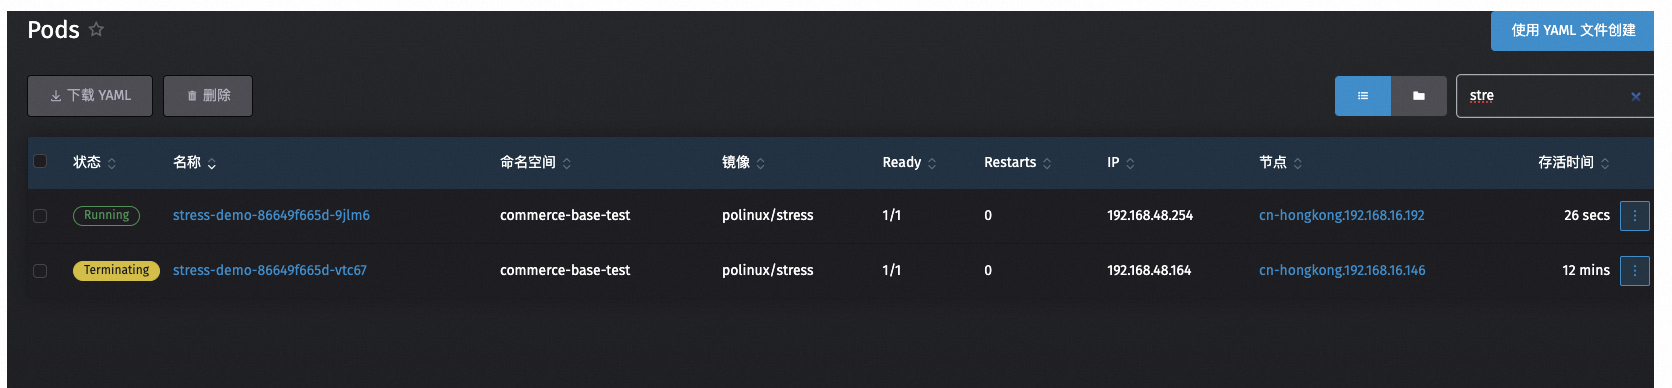 Pods
使用 YAML 文件创建
下载 YAML 删除 stre
状态 名称 命名空间 镜像 Ready Restarts IP 节点 存活时间
Running stress-demo-86649f665d-9jlm6 commerce-base-test polinux/stress 1/1 0 192.168.48.254 cn-hongkong.192.168.16.192 26 secs
Terminating stress-demo-86649f665d-vtc67 commerce-base-test polinux/stress 1/1 0 192.168.48.164 cn-hongkong.192.168.16.146 12 mins